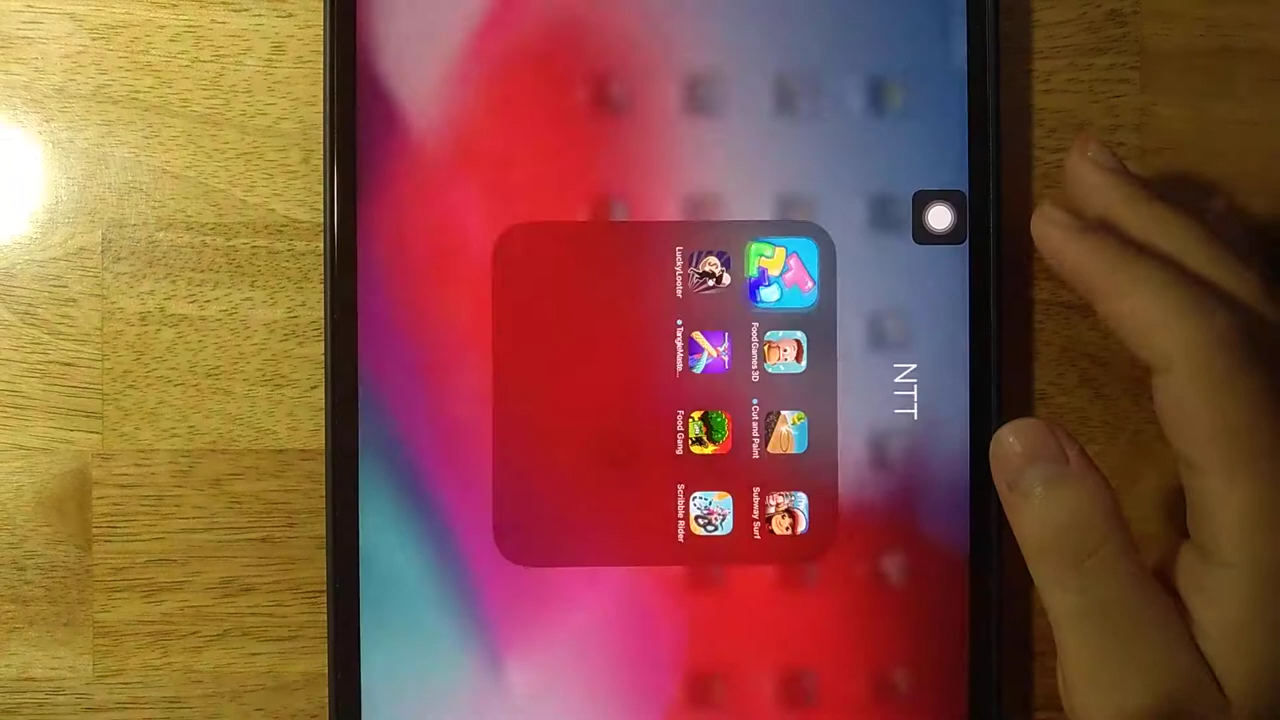 NTT
Food Games 3D
Cut and Paint
Subway Surf
LuckyLooter
TangleMaste...
Food Gang
Scribble Rider